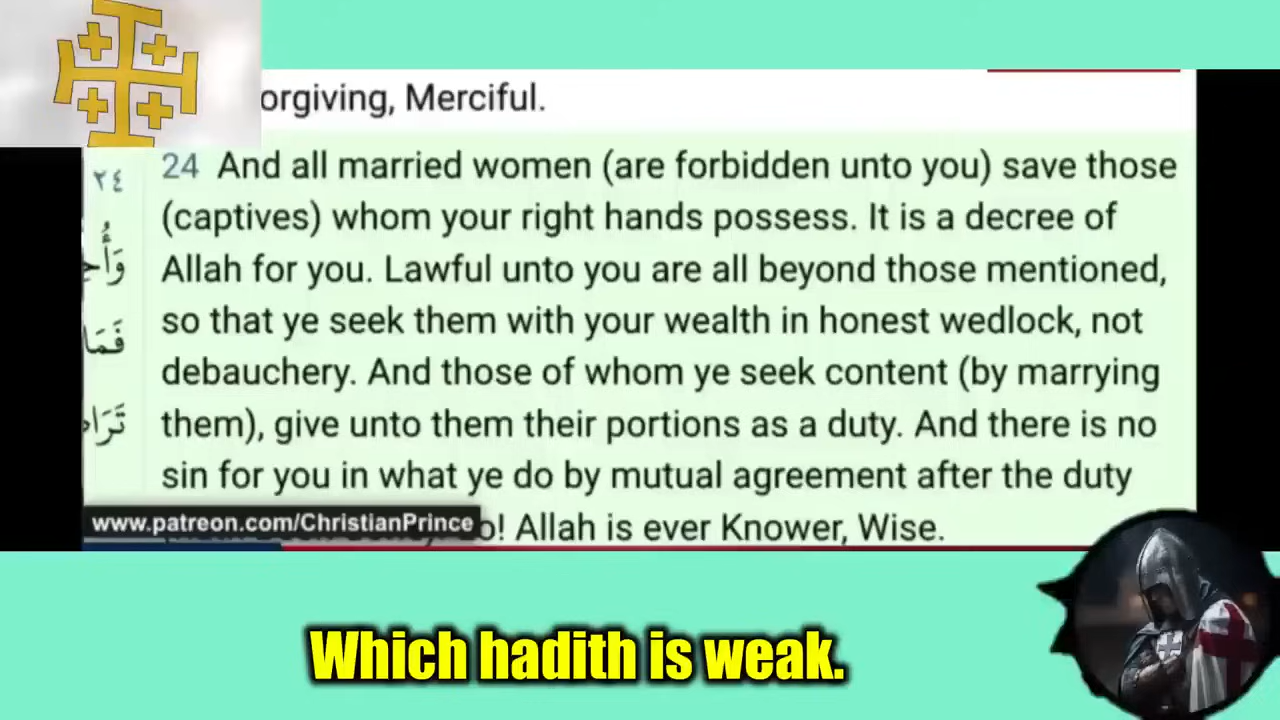 orgiving, Merciful.
24 And all married women (are forbidden unto you) save those
٢٤
(captives) whom your right hands possess. It is a decree of
Allah for you. Lawful unto you are all beyond those mentioned,
so that ye seek them with your wealth in honest wedlock, not
debauchery. And those of whom ye seek content (by marrying
them), give unto them their portions as a duty. And there is no
sin for you in what ye do by mutual agreement after the duty
www.patreon.com/ChristianPrince
o! Allah is ever Knower, Wise.
Which hadith is weak.